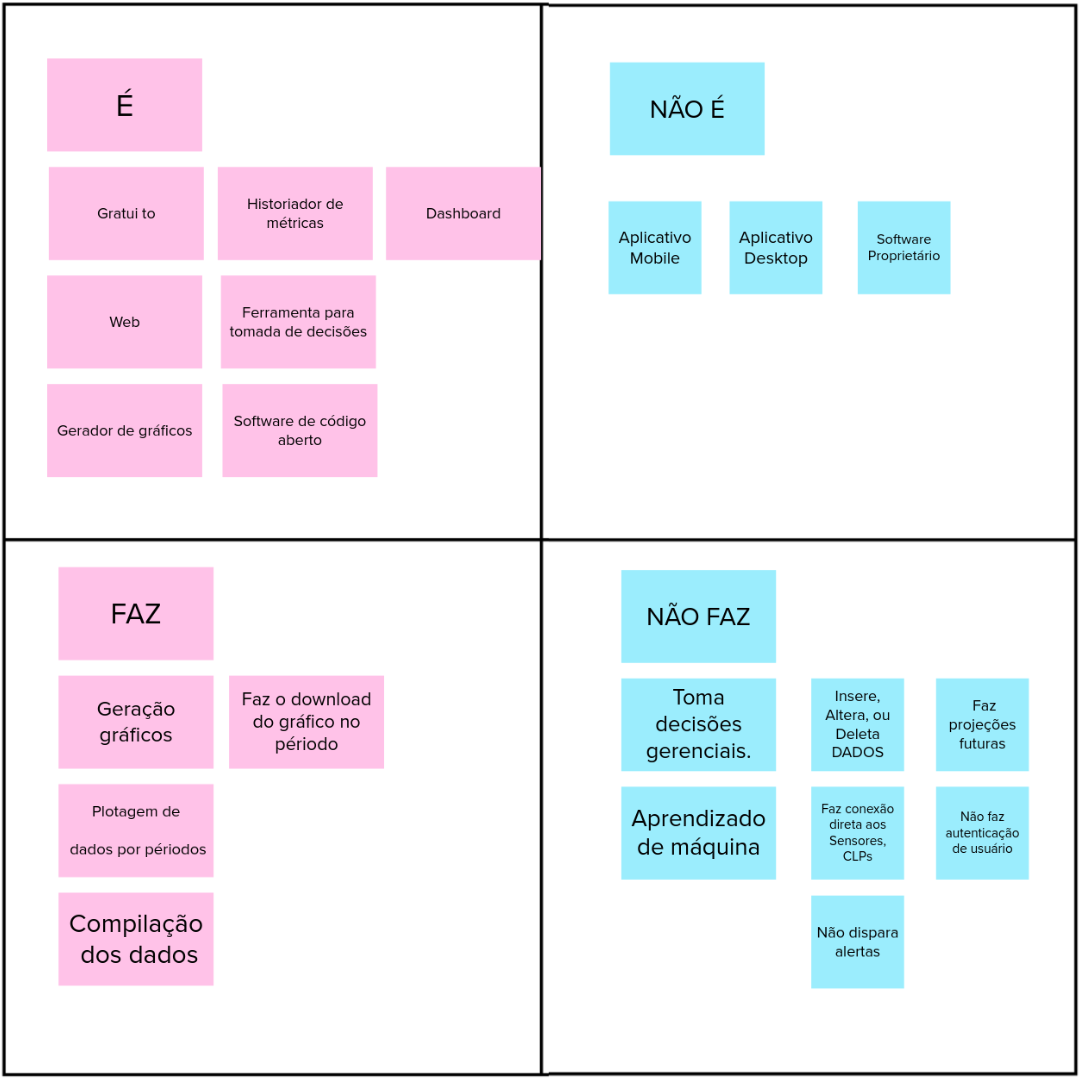 É
Gratui to
Historiador de
métricas
Dashboard
Web
Ferramenta para
tomada de decisões
Gerador de gráficos
Software de código
aberto
NÃO É
Aplicativo
Mobile
Aplicativo
Desktop
Software
Proprietário
FAZ
Geração
gráficos
Faz o download
do gráfico no
périodo
Plotagem de
dados por périodos
Compilação
dos dados
NÃO FAZ
Toma
decisões
gerenciais.
Insere,
Altera, ou
Deleta
DADOS
Faz
projeções
futuras
Aprendizado
de máquina
Faz conexão
direta aos
Sensores,
CLPs
Não faz
autenticação
de usuário
Não dispara
alertas